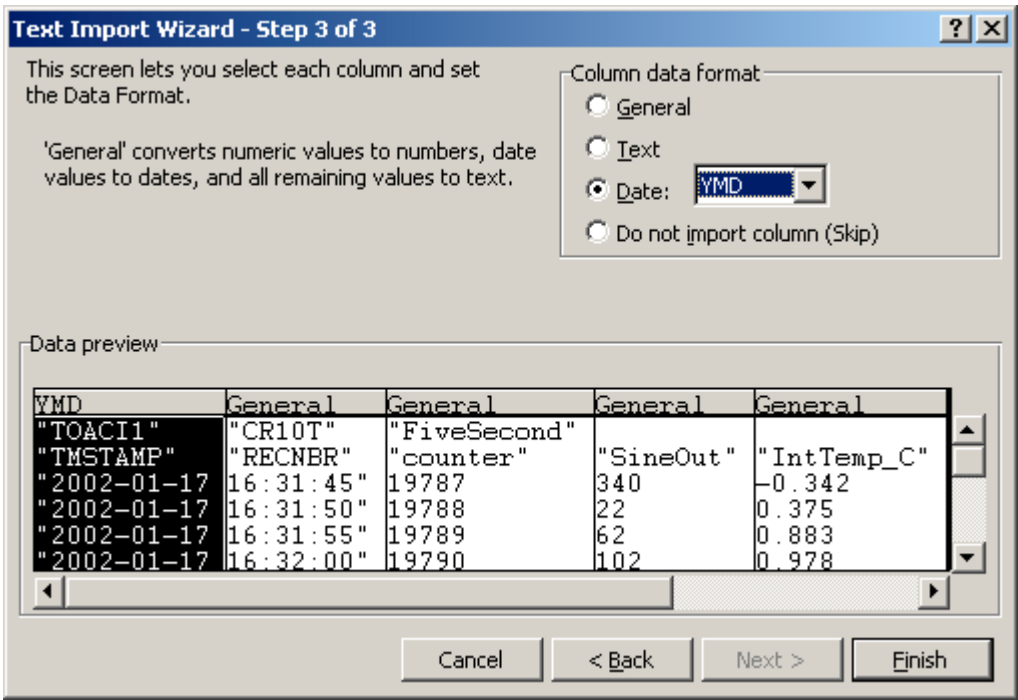 Text Import Wizard - Step 3 of 3
This screen lets you select each column and set
the Data Format.
'General' converts numeric values to numbers, date
values to dates, and all remaining values to text.
Column data format
General
Text
Date: YMD
Do not import column (Skip)
Data preview
YMD General General General General
"TOACI1" "CR10T" "FiveSecond"
"TMSTAMP" "RECNBR" "counter" "SineOut" "IntTemp_C"
"2002-01-17 16:31:45" 19787 340 -0.342
"2002-01-17 16:31:50" 19788 22 0.375
"2002-01-17 16:31:55" 19789 62 0.883
"2002-01-17 16:32:00" 19790 102 0.978
Cancel < Back Next > Finish